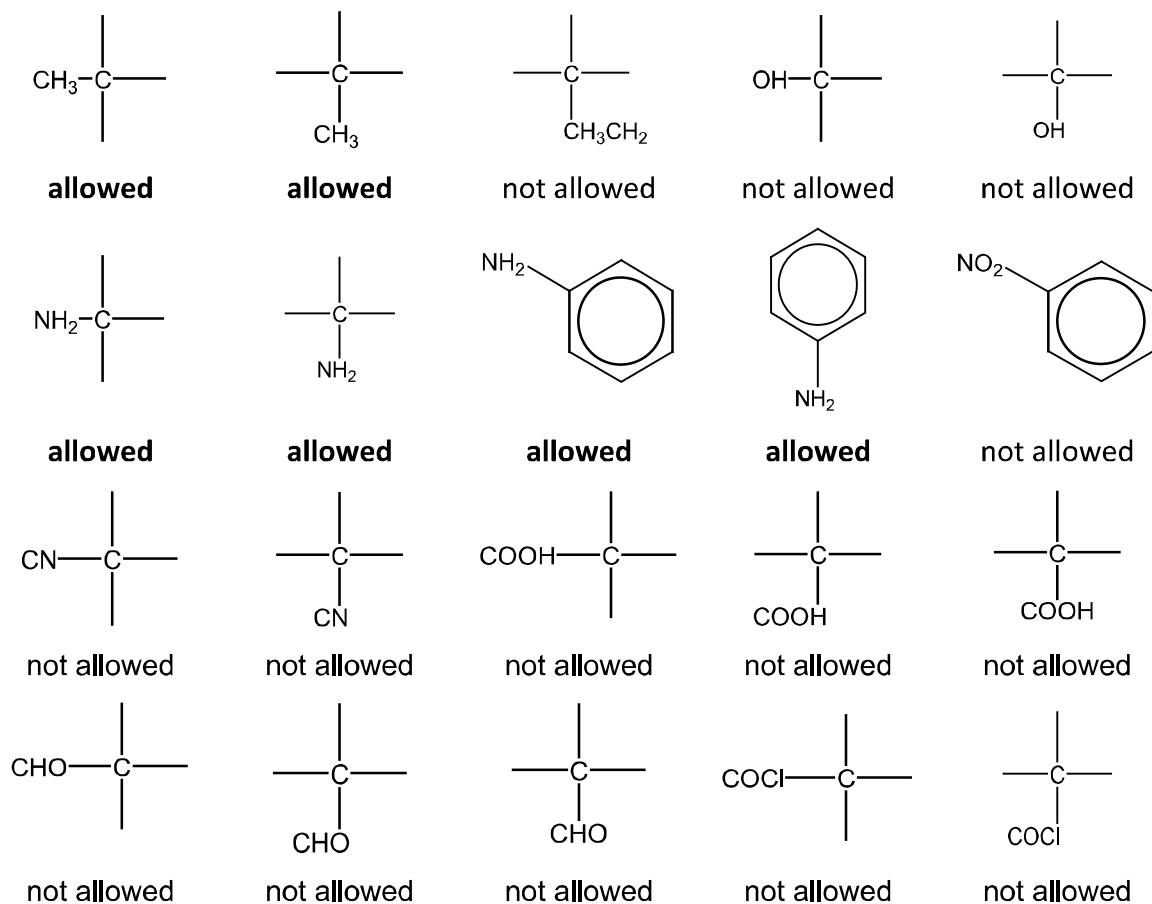 CH₃ C C C OH C C
CH₃ CH₃CH₂ OH
allowed allowed not allowed not allowed not allowed
NH₂ NO₂
NH₂ C C
NH₂ NH₂
allowed allowed allowed allowed not allowed
CN C C COOH C C C
CN COOH COOH
not allowed not allowed not allowed not allowed not allowed
CHO C C C COCl C C
CHO CHO COCl
not allowed not allowed not allowed not allowed not allowed